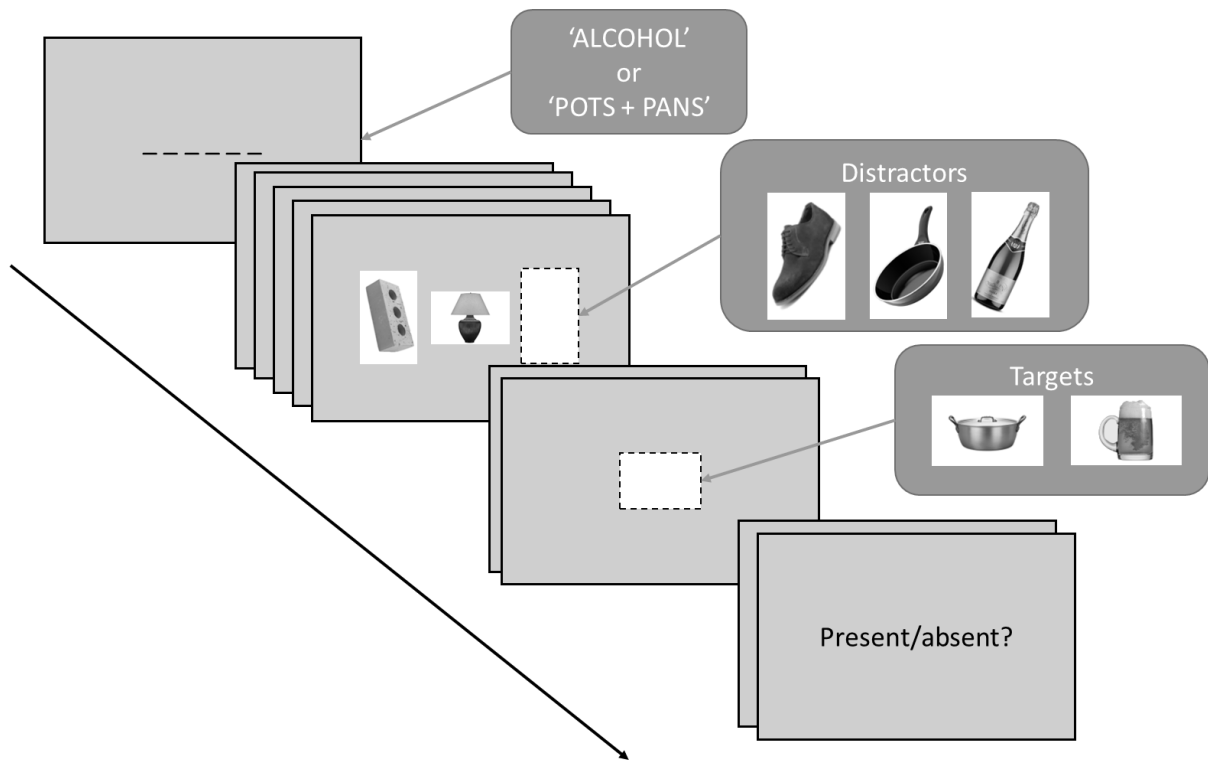 ‘ALCOHOL’
or
‘POTS + PANS’
Distractors
Targets
Present/absent?